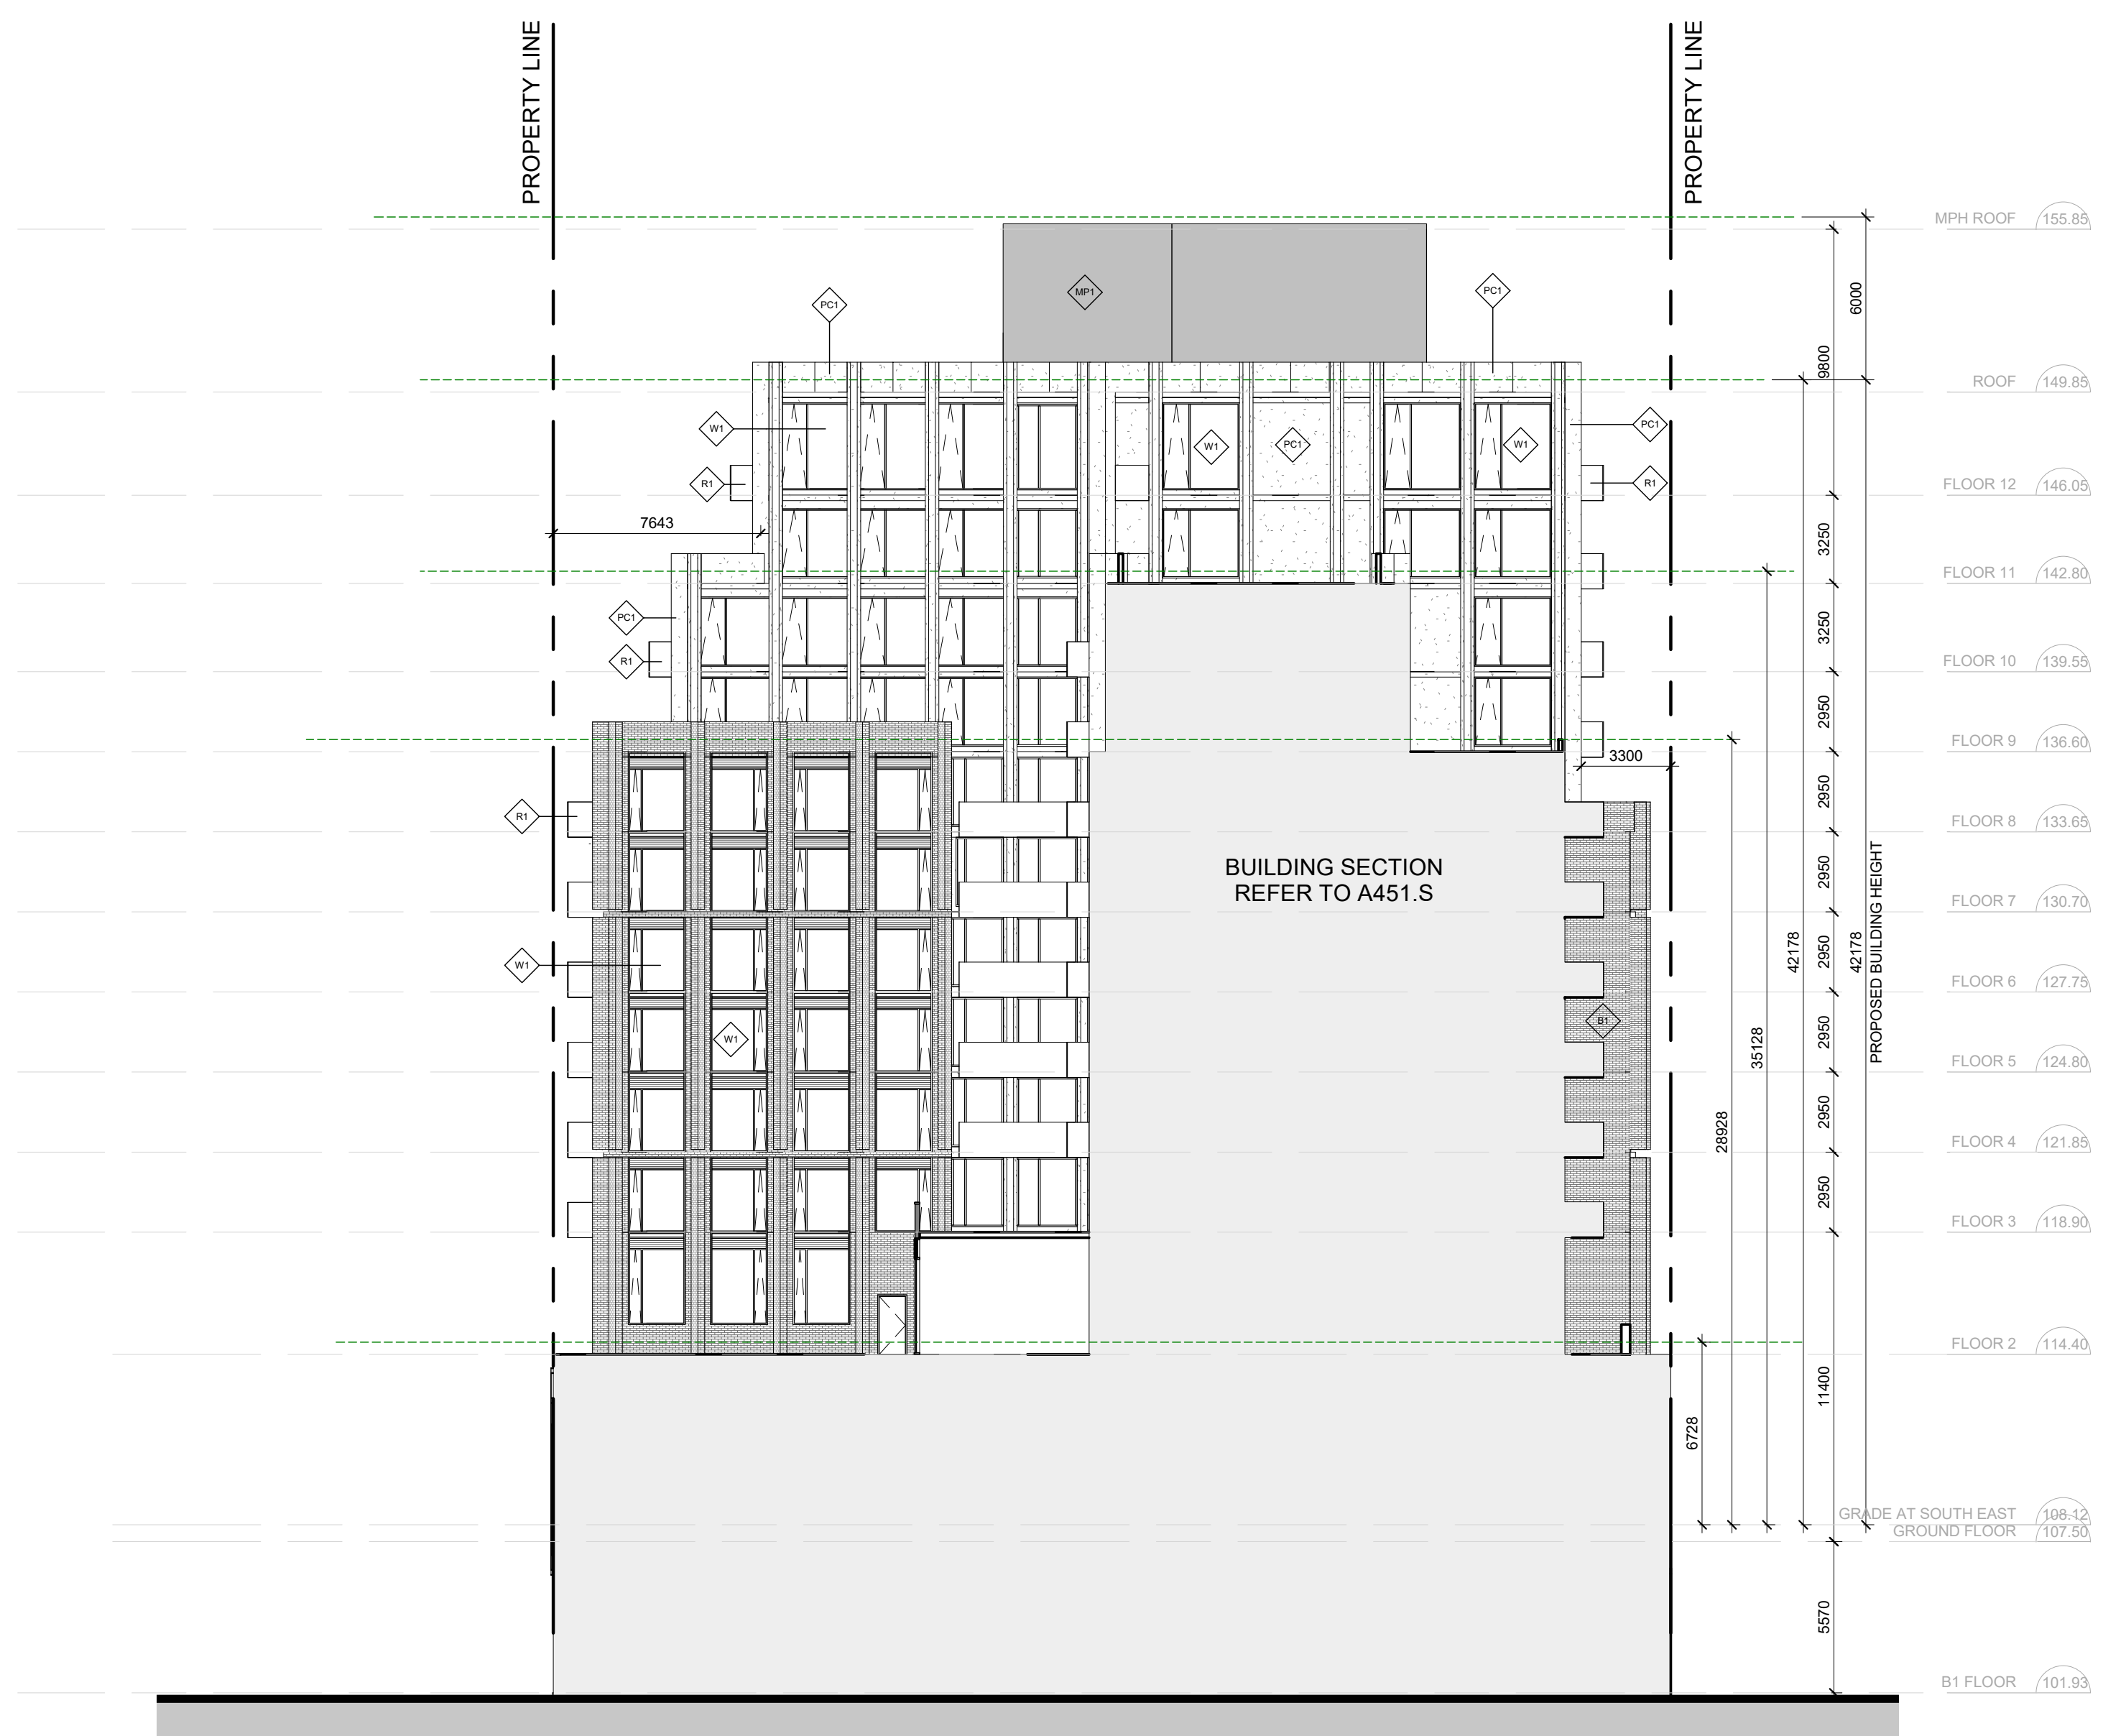 PROPERTY LINE
PROPERTY LINE
MPH ROOF 155.85
6000
MP1
PC1
PC1
9800
ROOF 149.85
W1
W1
PC1
W1
PC1
R1
R1
FLOOR 12 146.05
7643
3250
FLOOR 11 142.80
PC1
3250
R1
FLOOR 10 139.55
2950
FLOOR 9 136.60
3300
2950
R1
FLOOR 8 133.65
BUILDING SECTION
REFER TO A451.S
2950
FLOOR 7 130.70
PROPOSED BUILDING HEIGHT
42178
2950
42178
W1
FLOOR 6 127.75
B1
W1
2950
35128
FLOOR 5 124.80
2950
28928
FLOOR 4 121.85
2950
FLOOR 3 118.90
FLOOR 2 114.40
11400
6728
GRADE AT SOUTH EAST 108.12
GROUND FLOOR 107.50
5570
B1 FLOOR 101.93